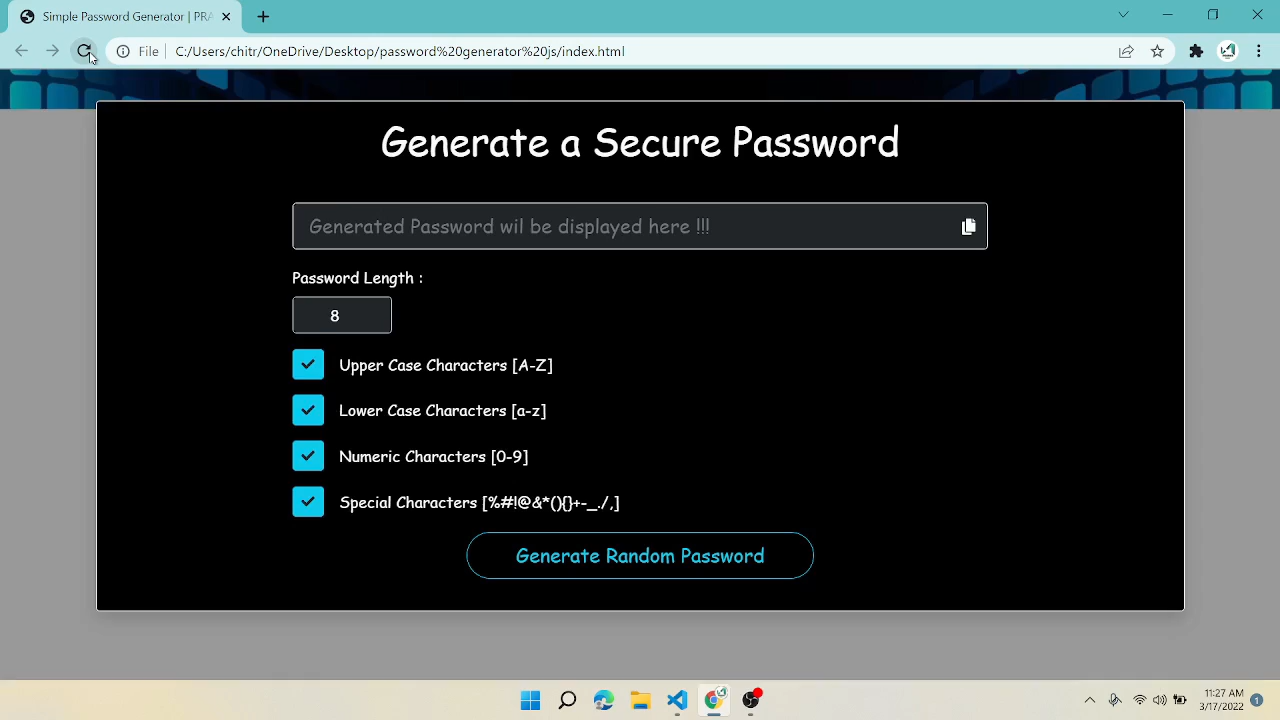 Simple Password Generator | PRA
File
C:/Users/chitr/OneDrive/Desktop/password%20generator%20js/index.html
Generate a Secure Password
Generated Password wil be displayed here !!!
Password Length :
8
Upper Case Characters [A-Z]
Lower Case Characters [a-z]
Numeric Characters [0-9]
Special Characters [%#!@&*(){}+-_./,]
Generate Random Password
11:27 AM
3/17/2022
1